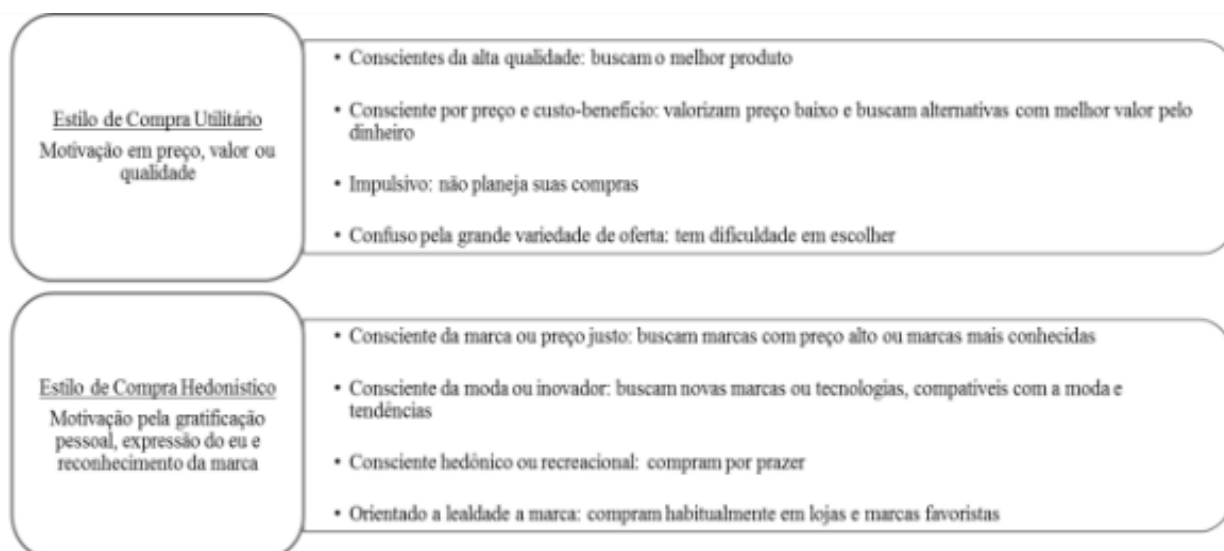 Estilo de Compra Utilitário
Motivação em preço, valor ou
qualidade
• Conscientes da alta qualidade: buscam o melhor produto
• Consciente por preço e custo-benefício: valorizam preço baixo e buscam alternativas com melhor valor pelo
dinheiro
• Impulsivo: não planeja suas compras
• Confuso pela grande variedade de oferta: tem dificuldade em escolher
Estilo de Compra Hedonístico
Motivação pela gratificação
pessoal, expressão do eu e
reconhecimento da marca
• Consciente da marca ou preço justo: buscam marcas com preço alto ou marcas mais conhecidas
• Consciente da moda ou inovador: buscam novas marcas ou tecnologias, compatíveis com a moda e
tendências
• Consciente hedônico ou recreacional: compram por prazer
• Orientado a lealdade a marca: compram habitualmente em lojas e marcas favoristas